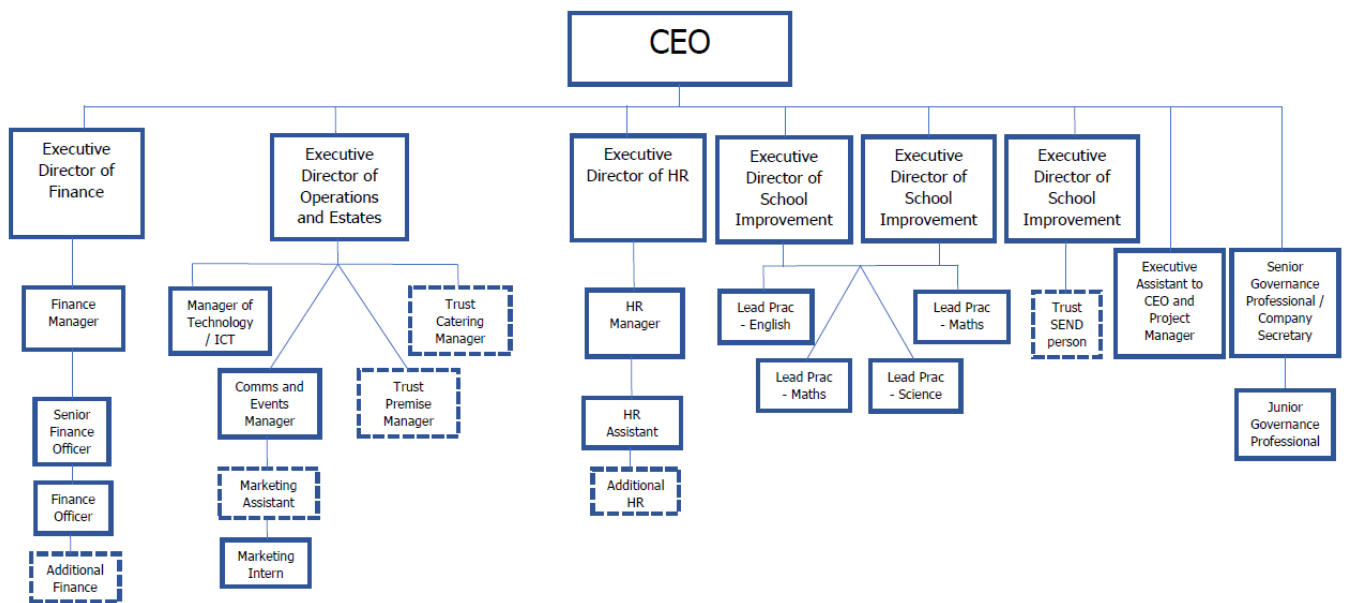 CEO
Executive
Director of
Finance
Executive
Director of
Operations
and Estates
Executive
Director of HR
Executive
Director of
School
Improvement
Executive
Director of
School
Improvement
Executive
Director of
School
Improvement
Finance
Manager
Manager of
Technology
/ ICT
Trust
Catering
Manager
HR
Manager
Lead Prac
- English
Lead Prac
- Maths
Trust
SEND
person
Executive
Assistant to
CEO and
Project
Manager
Senior
Governance
Professional /
Company
Secretary
Comms and
Events
Manager
Trust
Premise
Manager
Lead Prac
- Maths
Lead Prac
- Science
Senior
Finance
Officer
HR
Assistant
Junior
Governance
Professional
Marketing
Assistant
Additional
HR
Finance
Officer
Marketing
Intern
Additional
Finance